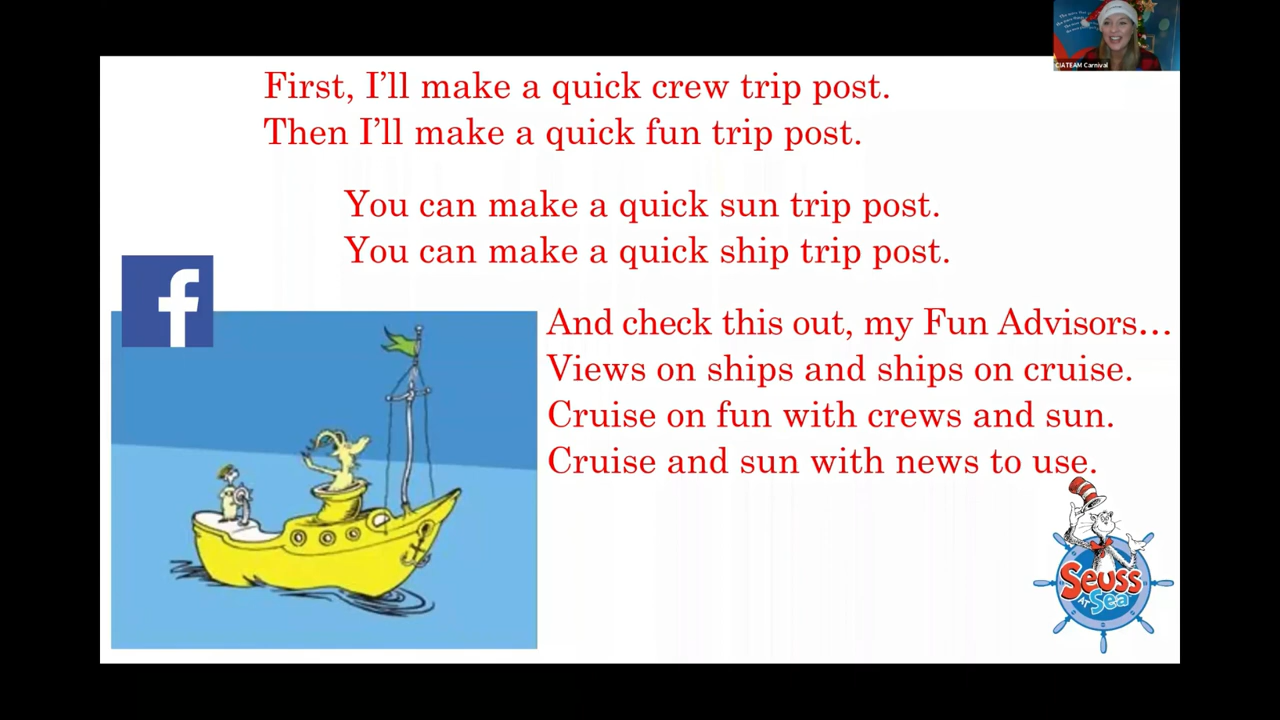 CIATEAM Carnival
First, I'll make a quick crew trip post.
Then I'll make a quick fun trip post.
You can make a quick sun trip post.
You can make a quick ship trip post.
f
And check this out, my Fun Advisors…
Views on ships and ships on cruise.
Cruise on fun with crews and sun.
Cruise and sun with news to use.
Seuss
AT Sea